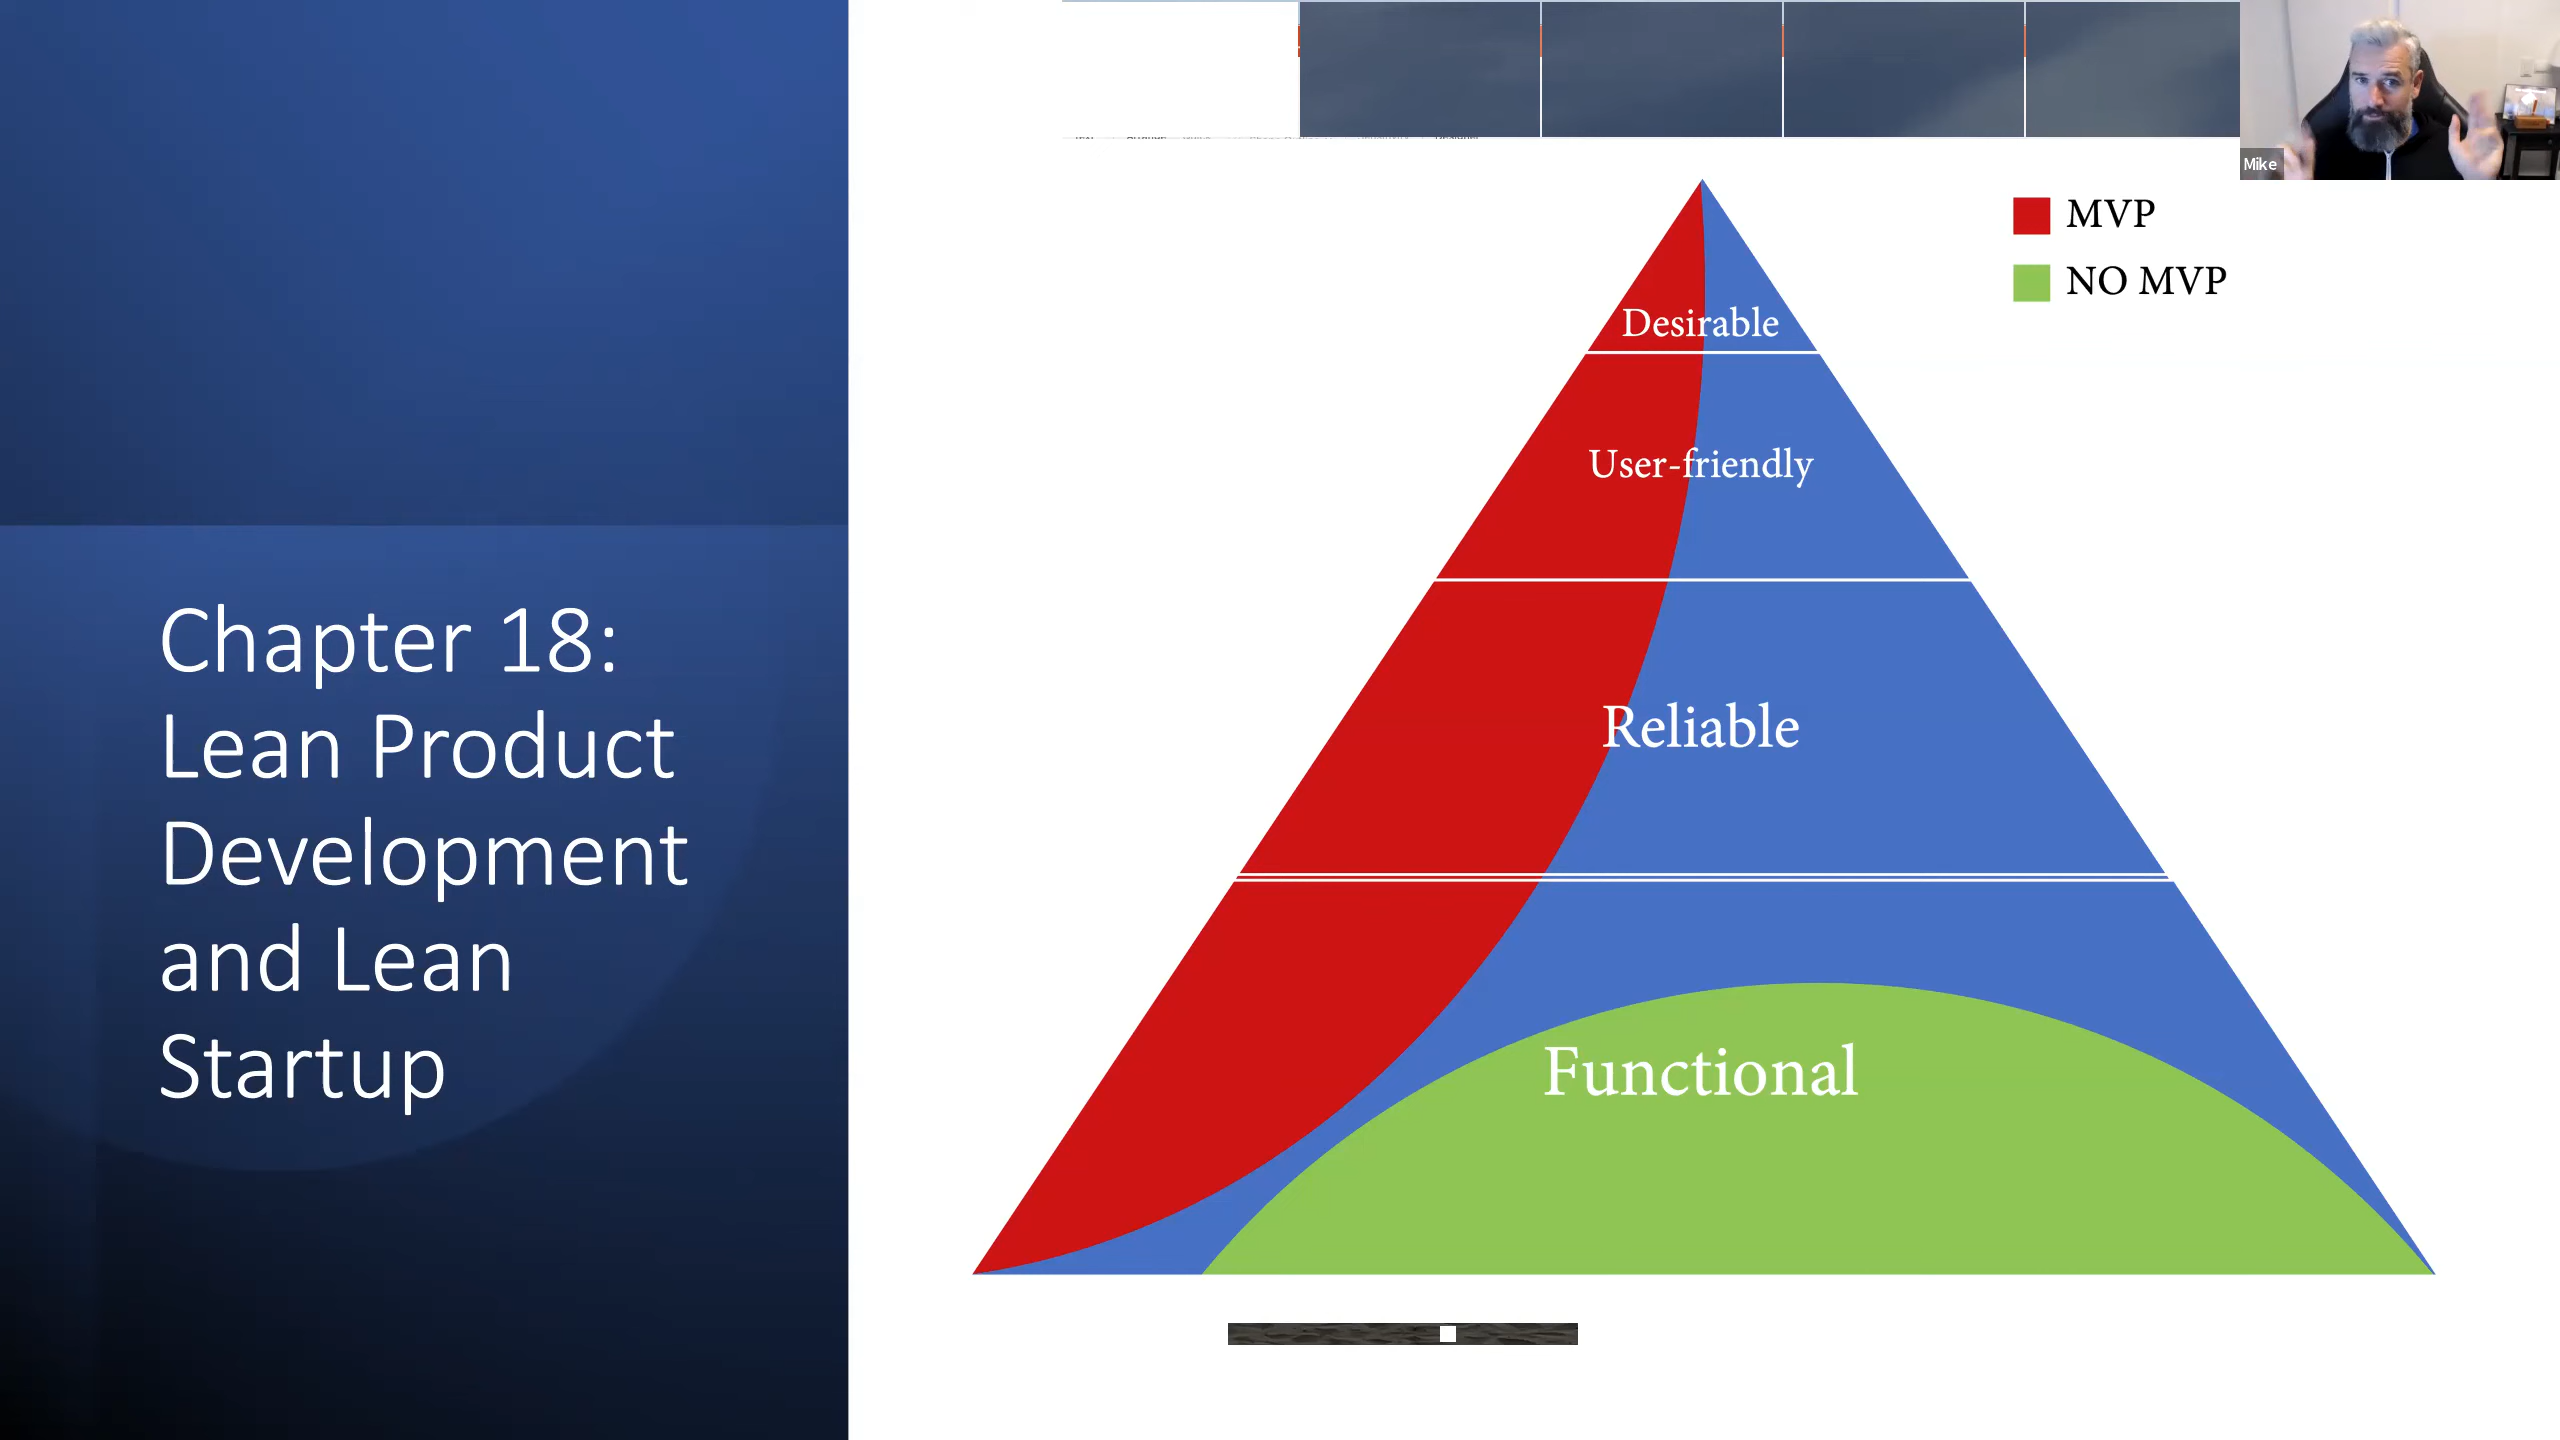 Chapter 18:
Lean Product
Development
and Lean
Startup
Mike
MVP
NO MVP
Desirable
User-friendly
Reliable
Functional